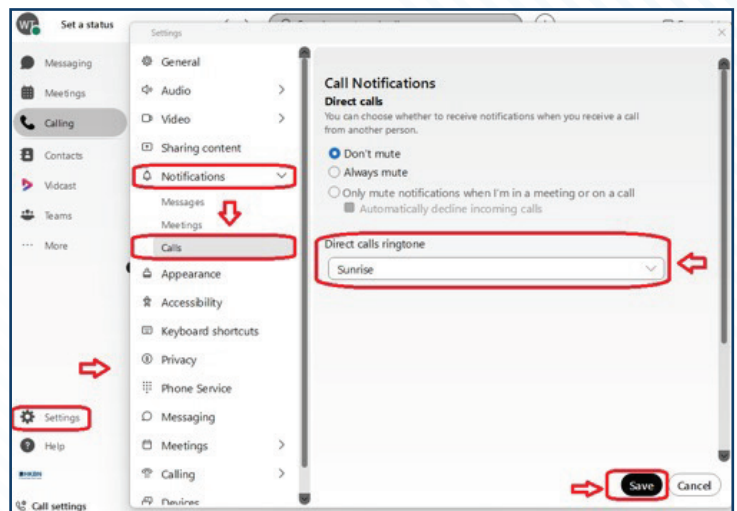 WT
Set a status
Messaging
Meetings
Calling
Contacts
Vidcast
Teams
More
Settings
Help
HKBN
Call settings
Settings
General
Audio
Video
Sharing content
Notifications
Messages
Meetings
Calls
Appearance
Accessibility
Keyboard shortcuts
Privacy
Phone Service
Messaging
Meetings
Calling
Devices
Call Notifications
Direct calls
You can choose whether to receive notifications when you receive a call
from another person.
Don't mute
Always mute
Only mute notifications when I'm in a meeting or on a call
Automatically decline incoming calls
Direct calls ringtone
Sunrise
Save
Cancel